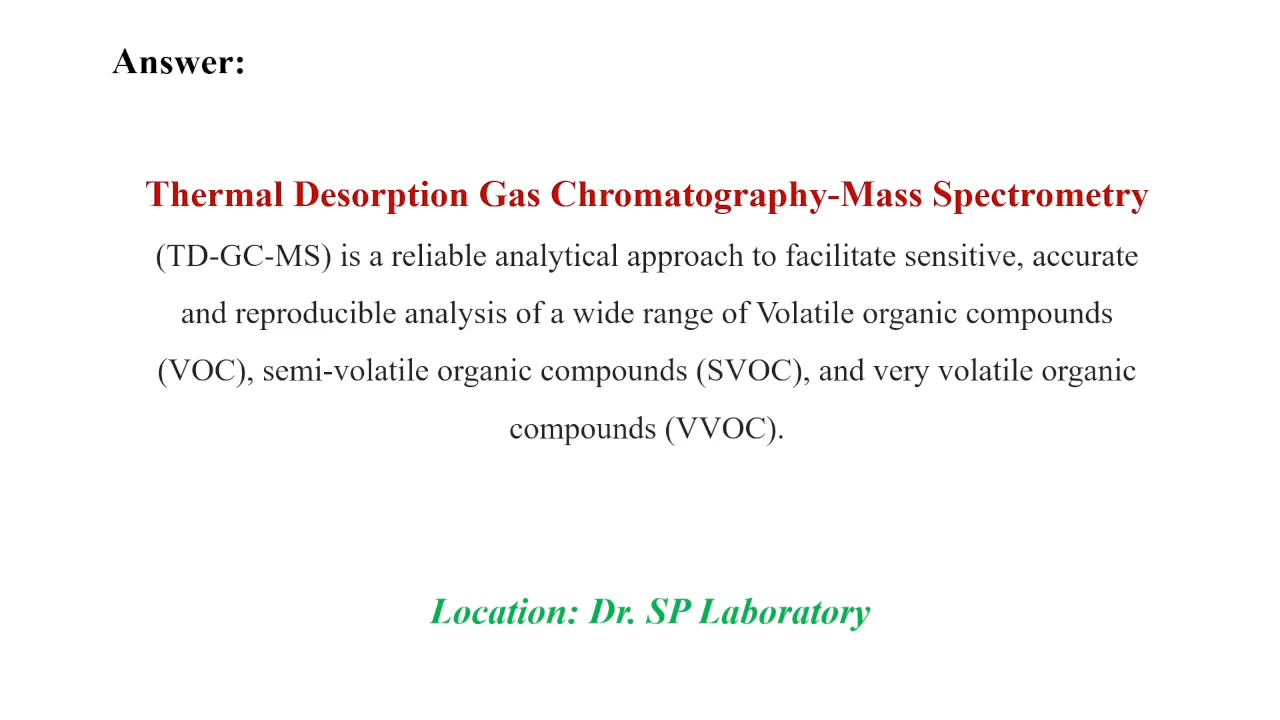 Answer:
Thermal Desorption Gas Chromatography-Mass Spectrometry
(TD-GC-MS) is a reliable analytical approach to facilitate sensitive, accurate
and reproducible analysis of a wide range of Volatile organic compounds
(VOC), semi-volatile organic compounds (SVOC), and very volatile organic
compounds (VVOC).
Location: Dr. SP Laboratory